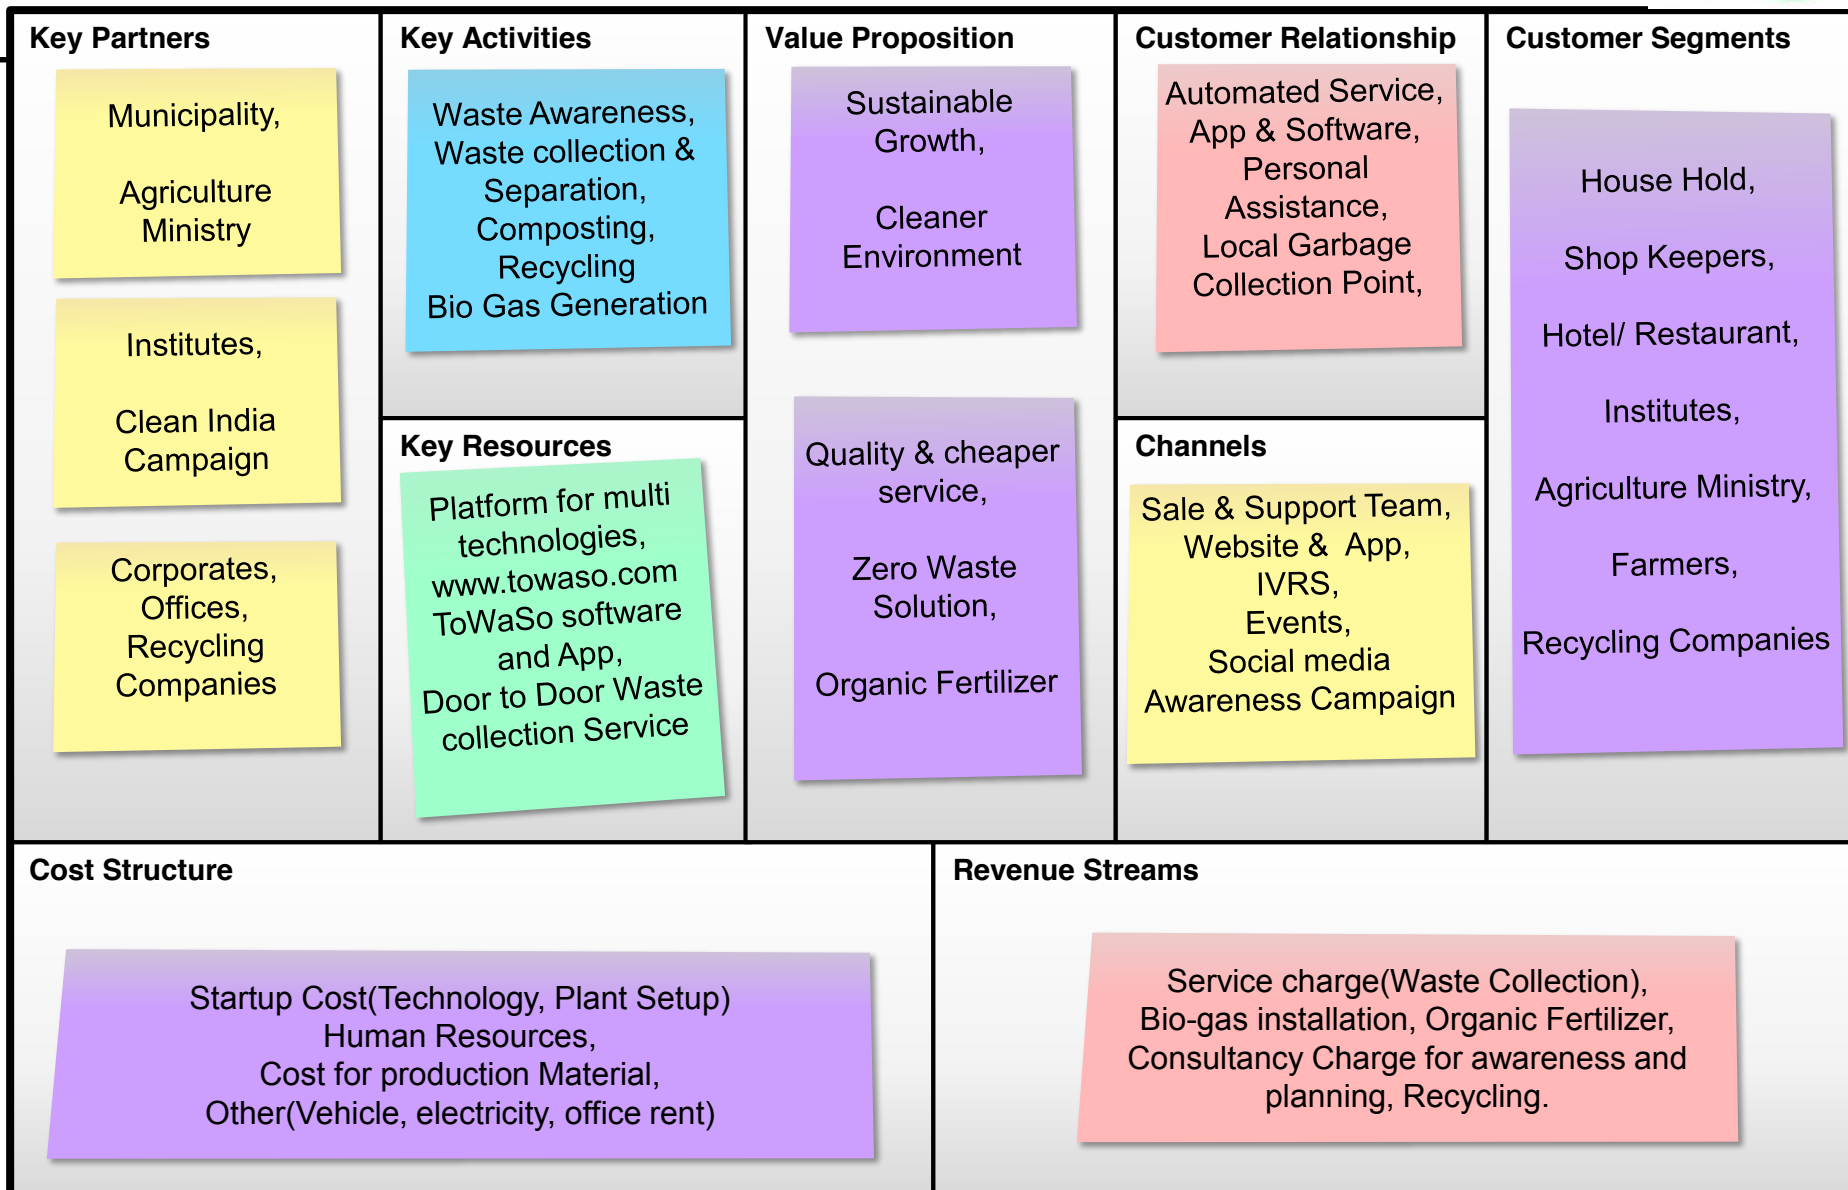 Key Partners
Municipality,
Agriculture
Ministry
Institutes,
Clean India
Campaign
Corporates,
Offices,
Recycling
Companies
Key Activities
Waste Awareness,
Waste collection &
Separation,
Composting,
Recycling
Bio Gas Generation
Key Resources
Platform for multi
technologies,
www.towaso.com
ToWaSo software
and App,
Door to Door Waste
collection Service
Value Proposition
Sustainable
Growth,
Cleaner
Environment
Quality & cheaper
service,
Zero Waste
Solution,
Organic Fertilizer
Customer Relationship
Automated Service,
App & Software,
Personal
Assistance,
Local Garbage
Collection Point,
Channels
Sale & Support Team,
Website & App,
IVRS,
Events,
Social media
Awareness Campaign
Customer Segments
House Hold,
Shop Keepers,
Hotel/ Restaurant,
Institutes,
Agriculture Ministry,
Farmers,
Recycling Companies
Cost Structure
Startup Cost(Technology, Plant Setup)
Human Resources,
Cost for production Material,
Other(Vehicle, electricity, office rent)
Revenue Streams
Service charge(Waste Collection),
Bio-gas installation, Organic Fertilizer,
Consultancy Charge for awareness and
planning, Recycling.